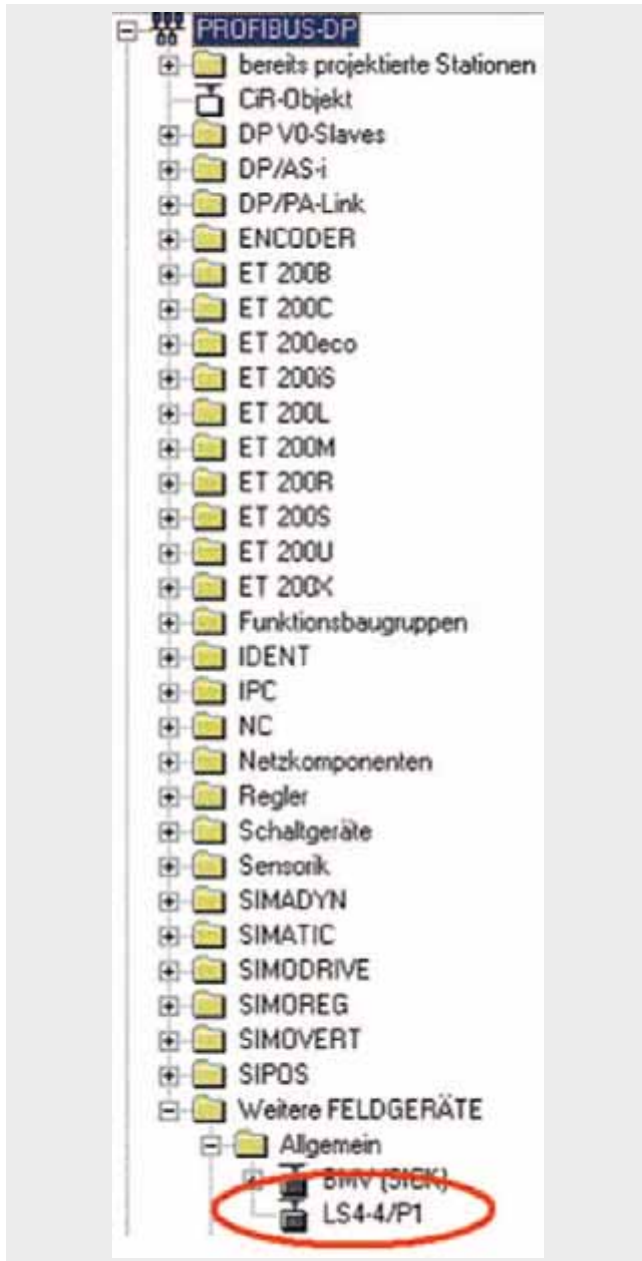 PROFIBUS-DP
bereits projektierte Stationen
CiR-Objekt
DP V0-Slaves
DP/AS-i
DP/PA-Link
ENCODER
ET 200B
ET 200C
ET 200eco
ET 200iS
ET 200L
ET 200M
ET 200R
ET 200S
ET 200U
ET 200X
Funktionsbaugruppen
IDENT
IPC
NC
Netzkomponenten
Regler
Schaltgeräte
Sensorik
SIMADYN
SIMATIC
SIMODRIVE
SIMOREG
SIMOVERT
SIPOS
Weitere FELDGERÄTE
Allgemein
BMV (SICK)
LS4-4/P1